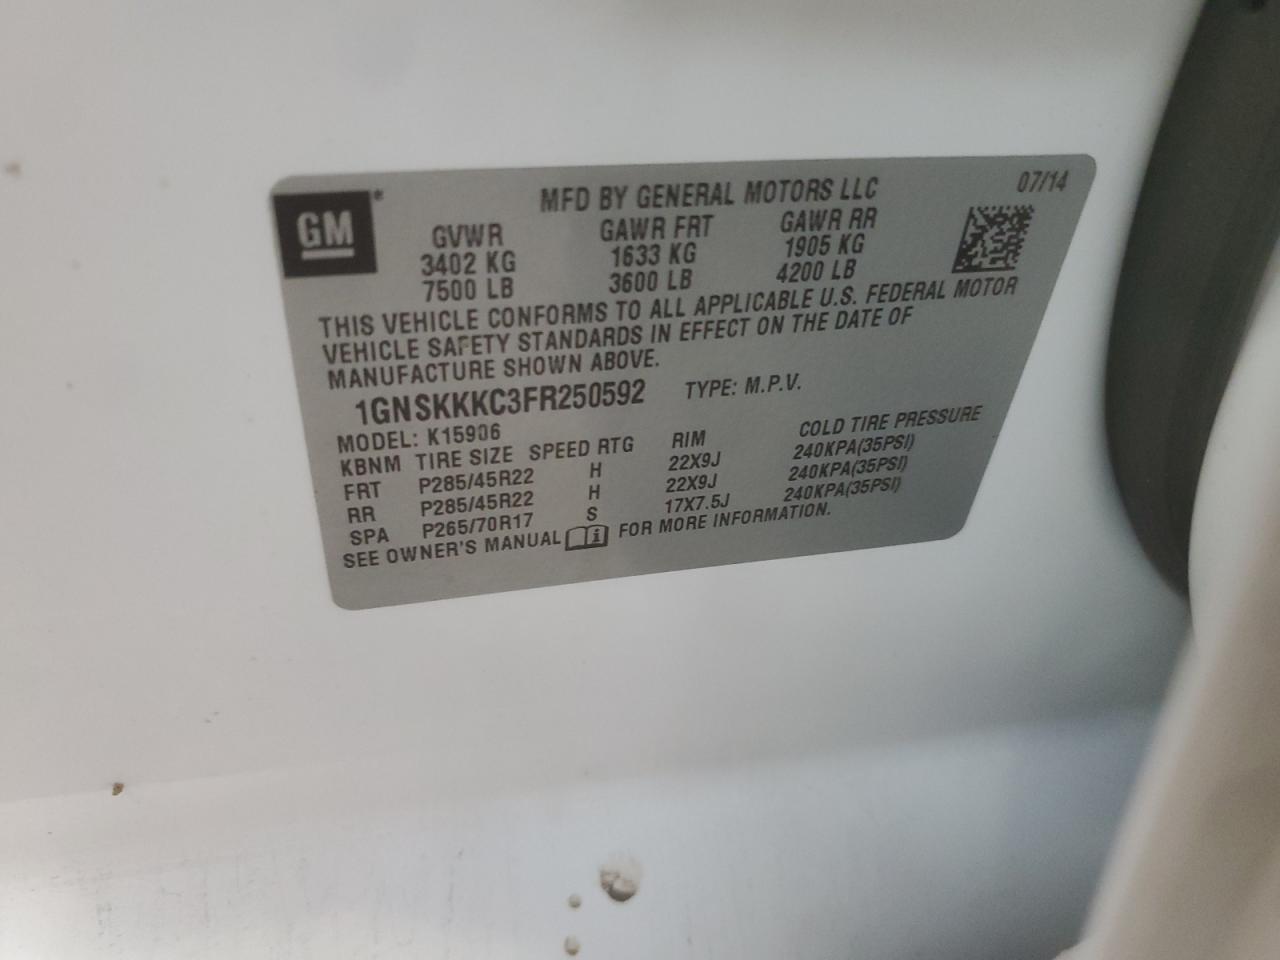 GM
MFD BY GENERAL MOTORS LLC 07/14
GVWR GAWR FRT GAWR RR
3402 KG 1633 KG 1905 KG
7500 LB 3600 LB 4200 LB
THIS VEHICLE CONFORMS TO ALL APPLICABLE U.S. FEDERAL MOTOR
VEHICLE SAFETY STANDARDS IN EFFECT ON THE DATE OF
MANUFACTURE SHOWN ABOVE.
1GNSKKKC3FR250592 TYPE: M.P.V.
MODEL: K15906
KBNM TIRE SIZE SPEED RTG RIM COLD TIRE PRESSURE
FRT P285/45R22 H 22X9J 240KPA(35PSI)
RR P285/45R22 H 22X9J 240KPA(35PSI)
SPA P265/70R17 S 17X7.5J 240KPA(35PSI)
SEE OWNER'S MANUAL FOR MORE INFORMATION.